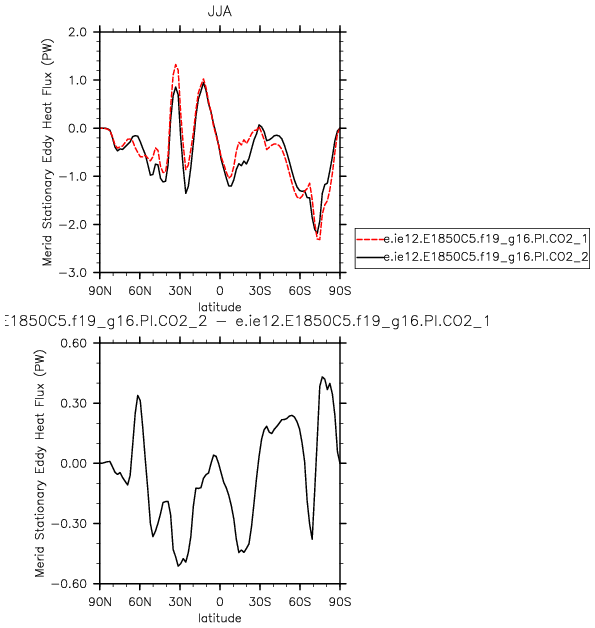 JJA
Merid Stationary Eddy Heat Flux (PW)
2.0
1.0
0.0
−1.0
−2.0
−3.0
90N 60N 30N 0 30S 60S 90S
latitude
e.ie12.E1850C5.f19_g16.PI.CO2_1
e.ie12.E1850C5.f19_g16.PI.CO2_2
E1850C5.f19_g16.PI.CO2_2 − e.ie12.E1850C5.f19_g16.PI.CO2_1
Merid Stationary Eddy Heat Flux (PW)
0.60
0.30
0.00
−0.30
−0.60
90N 60N 30N 0 30S 60S 90S
latitude